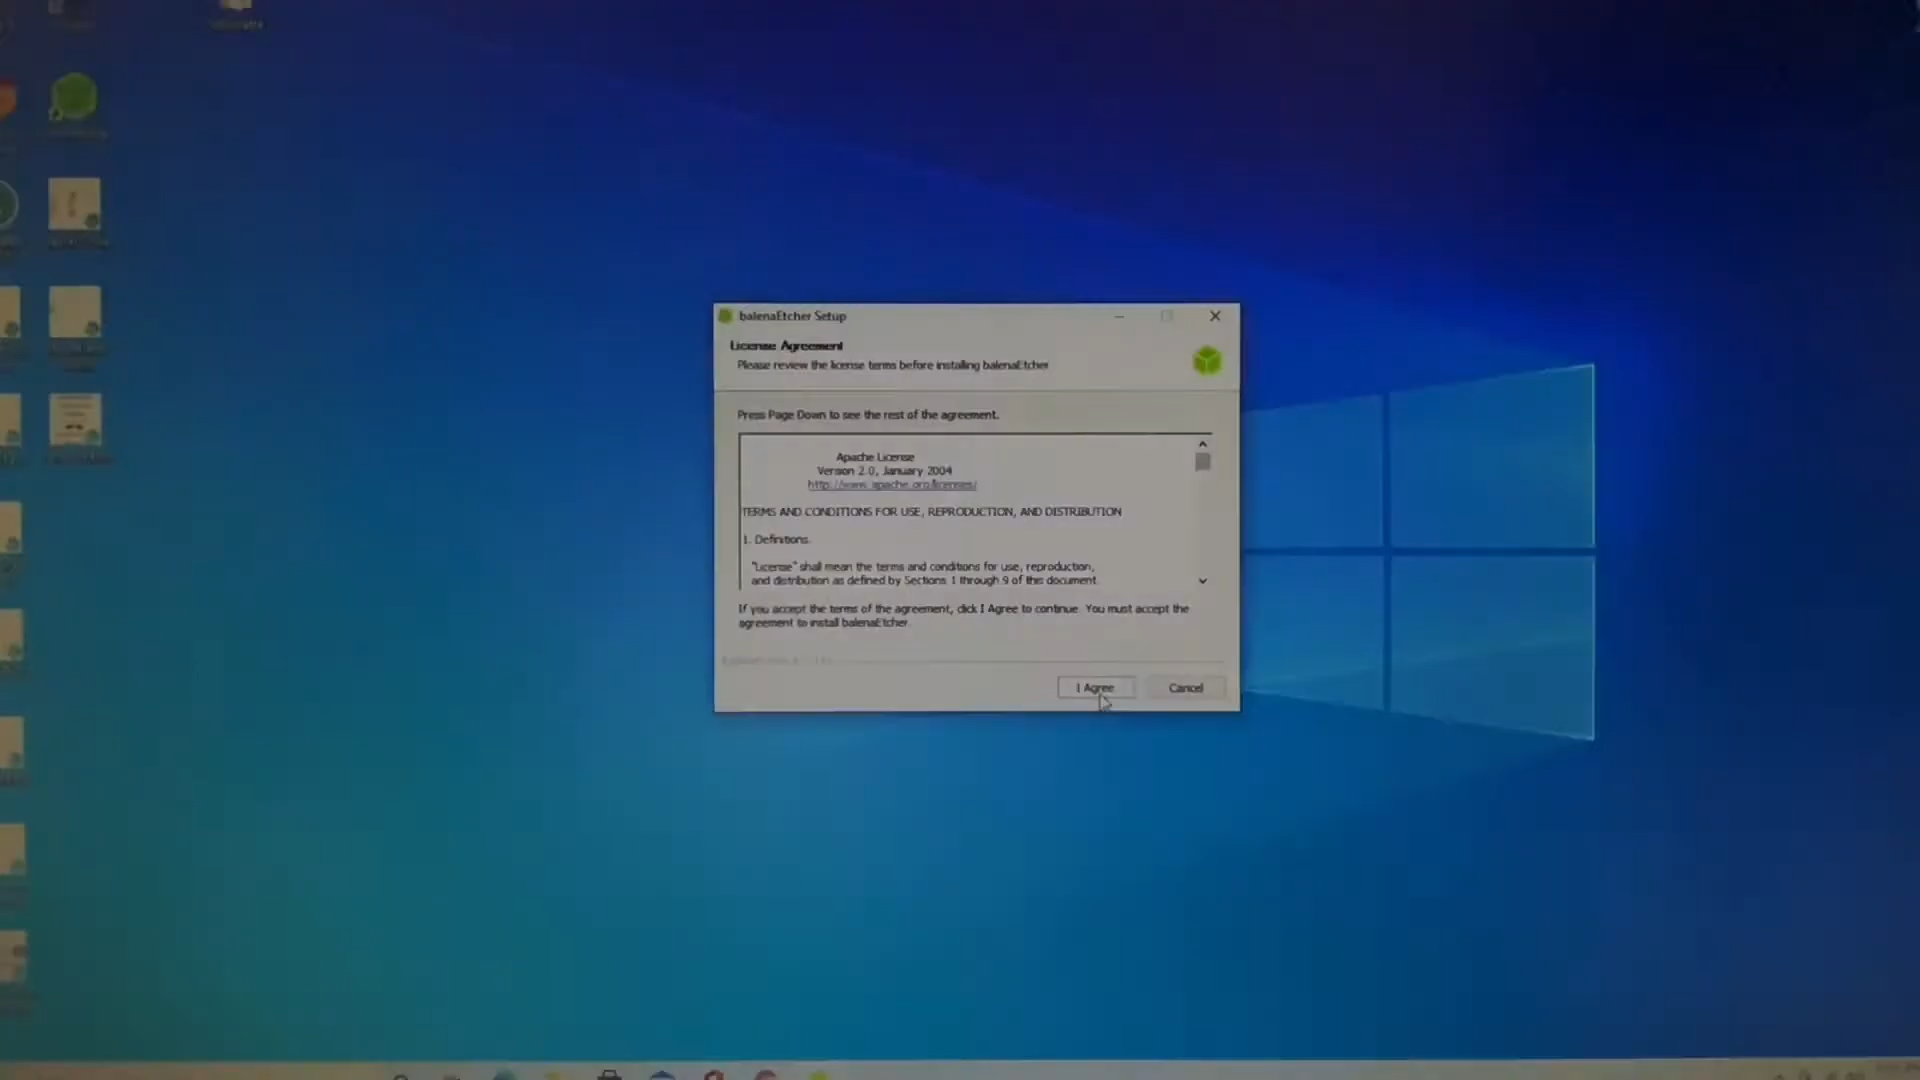 balenaEtcher Setup
License Agreement
Please review the license terms before installing balenaEtcher
Press Page Down to see the rest of the agreement.
Apache License
Version 2.0, January 2004
http://www.apache.org/licenses/
TERMS AND CONDITIONS FOR USE, REPRODUCTION, AND DISTRIBUTION
1. Definitions.
"License" shall mean the terms and conditions for use, reproduction,
and distribution as defined by Sections 1 through 9 of this document.
If you accept the terms of the agreement, click I Agree to continue. You must accept the
agreement to install balenaEtcher.
I Agree
Cancel